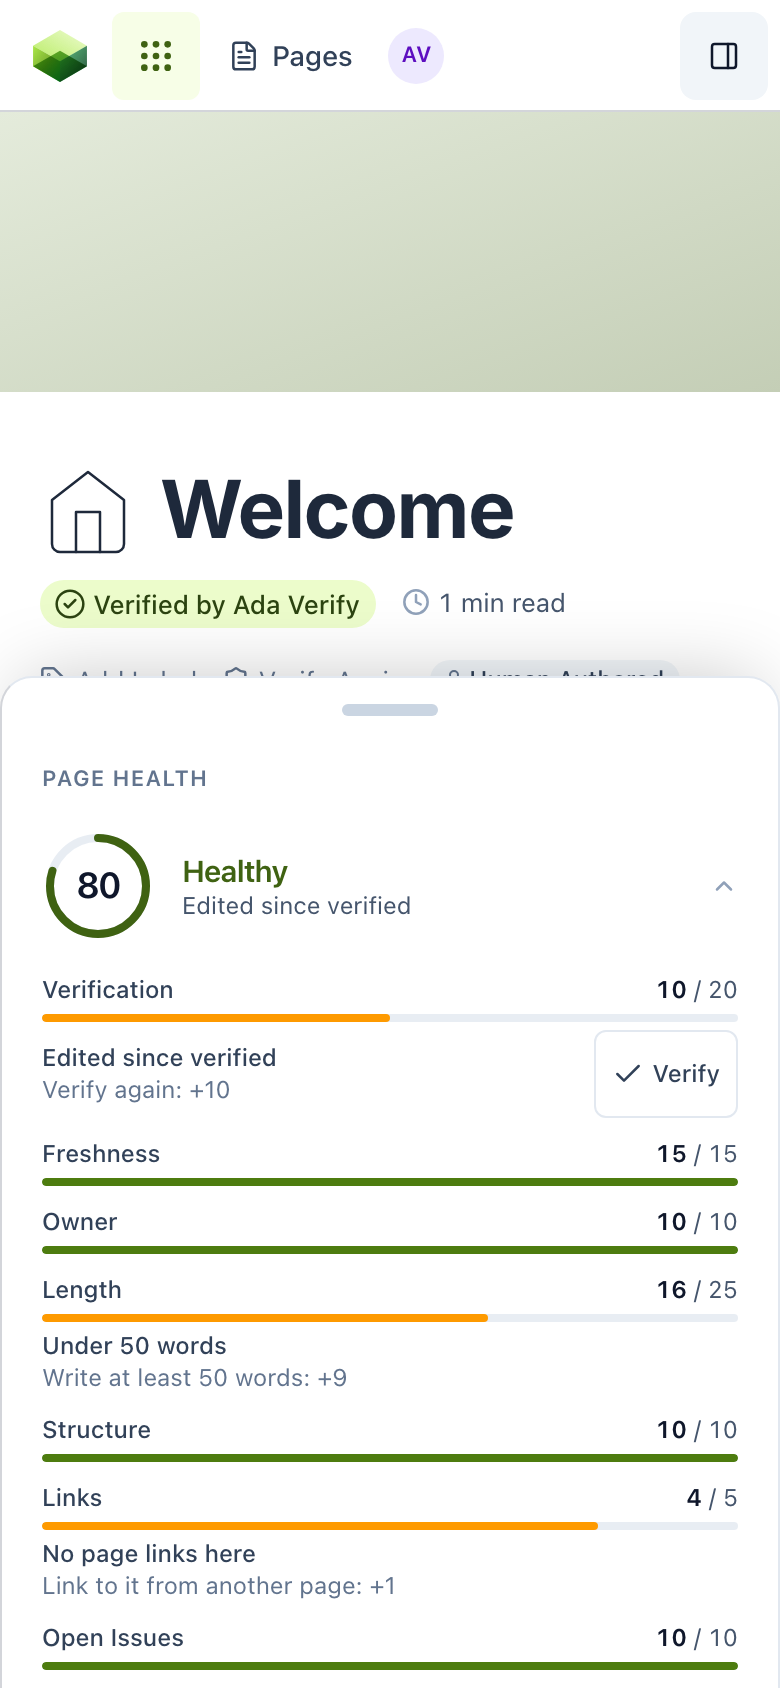 Pages
AV
Welcome
Verified by Ada Verify
1 min read
Human Authored
PAGE HEALTH
80
Healthy
Edited since verified
Verification 10 / 20
Edited since verified
Verify again: +10
Verify
Freshness 15 / 15
Owner 10 / 10
Length 16 / 25
Under 50 words
Write at least 50 words: +9
Structure 10 / 10
Links 4 / 5
No page links here
Link to it from another page: +1
Open Issues 10 / 10